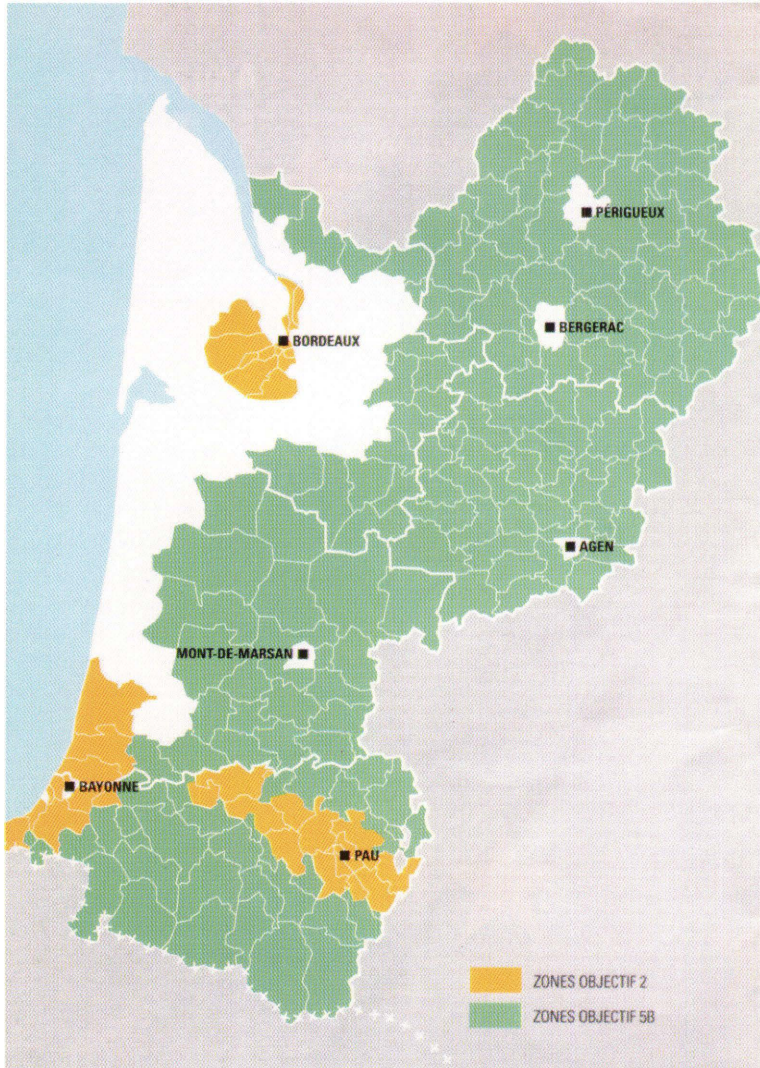 PÉRIGUEUX
BERGERAC
BORDEAUX
AGEN
MONT-DE-MARSAN
BAYONNE
PAU
ZONES OBJECTIF 2
ZONES OBJECTIF 5B